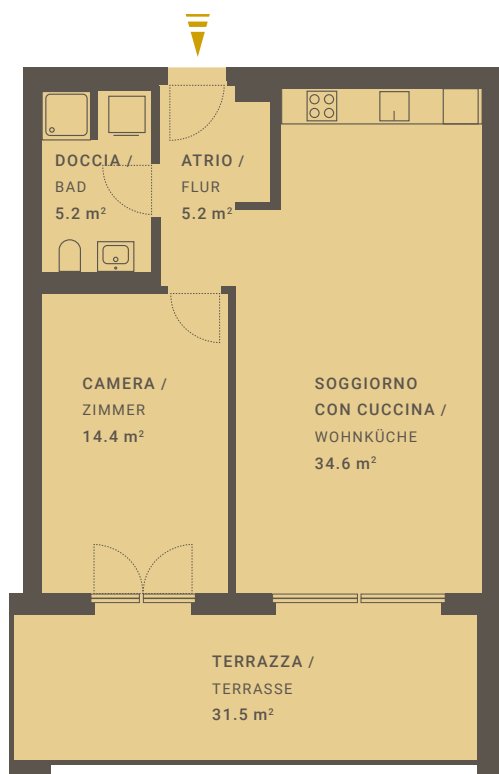 DOCCIA /
BAD
5.2 m²
ATRIO /
FLUR
5.2 m²
CAMERA /
ZIMMER
14.4 m²
SOGGIORNO
CON CUCCINA /
WOHNKÜCHE
34.6 m²
TERRAZZA /
TERRASSE
31.5 m²